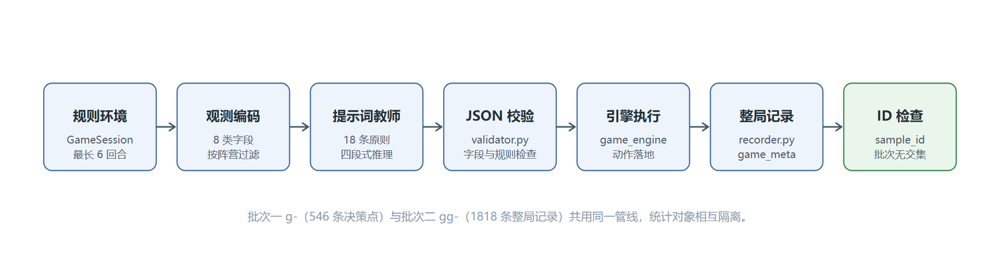 规则环境
GameSession
最长 6 回合
观测编码
8 类字段
按阵营过滤
提示词教师
18 条原则
四段式推理
JSON 校验
validator.py
字段与规则检查
引擎执行
game_engine
动作落地
整局记录
recorder.py
game_meta
ID 检查
sample_id
批次无交集
批次一 g-（546 条决策点）与批次二 gg-（1818 条整局记录）共用同一管线，统计对象相互隔离。